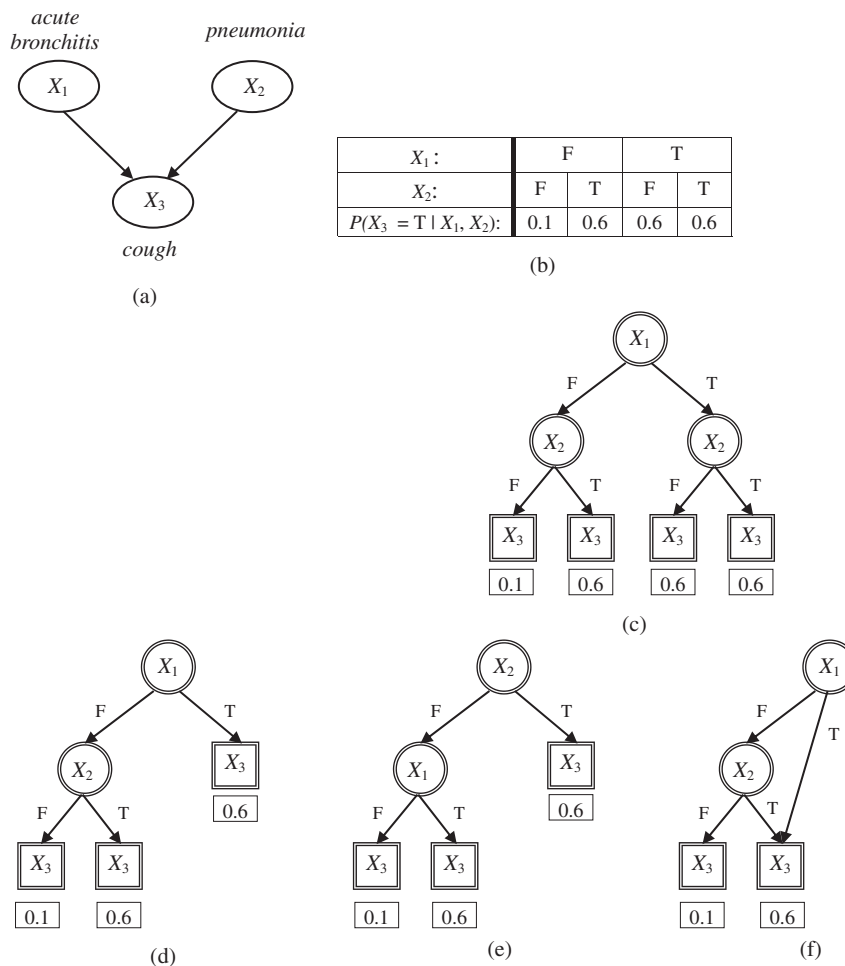 acute
bronchitis
pneumonia
X₁
X₂
X₃
cough
(a)
X₁: F T
X₂: F T F T
P(X₃ = T | X₁, X₂): 0.1 0.6 0.6 0.6
(b)
X₁
F T
X₂ X₂
F T F T
X₃ X₃ X₃ X₃
0.1 0.6 0.6 0.6
(c)
X₁
F T
X₂ X₃
0.6
F T
X₃ X₃
0.1 0.6
(d)
X₂
F T
X₁ X₃
0.6
F T
X₃ X₃
0.1 0.6
(e)
X₁
F
T
X₂
F T
X₃ X₃
0.1 0.6
(f)